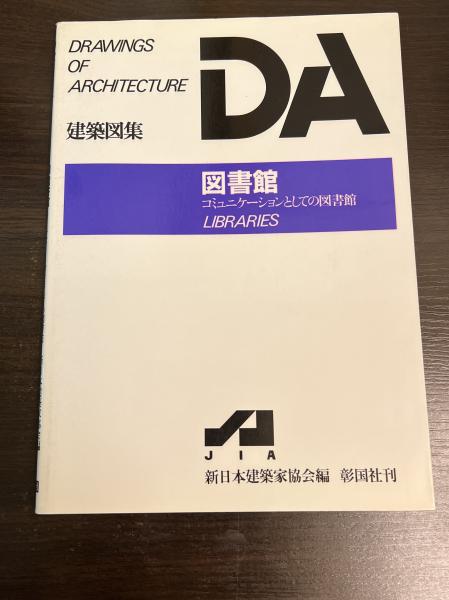 DRAWINGS
OF
ARCHITECTURE
DA
建築図集
図書館
コミュニケーションとしての図書館
LIBRARIES
JIA
新日本建築家協会編 彰国社刊